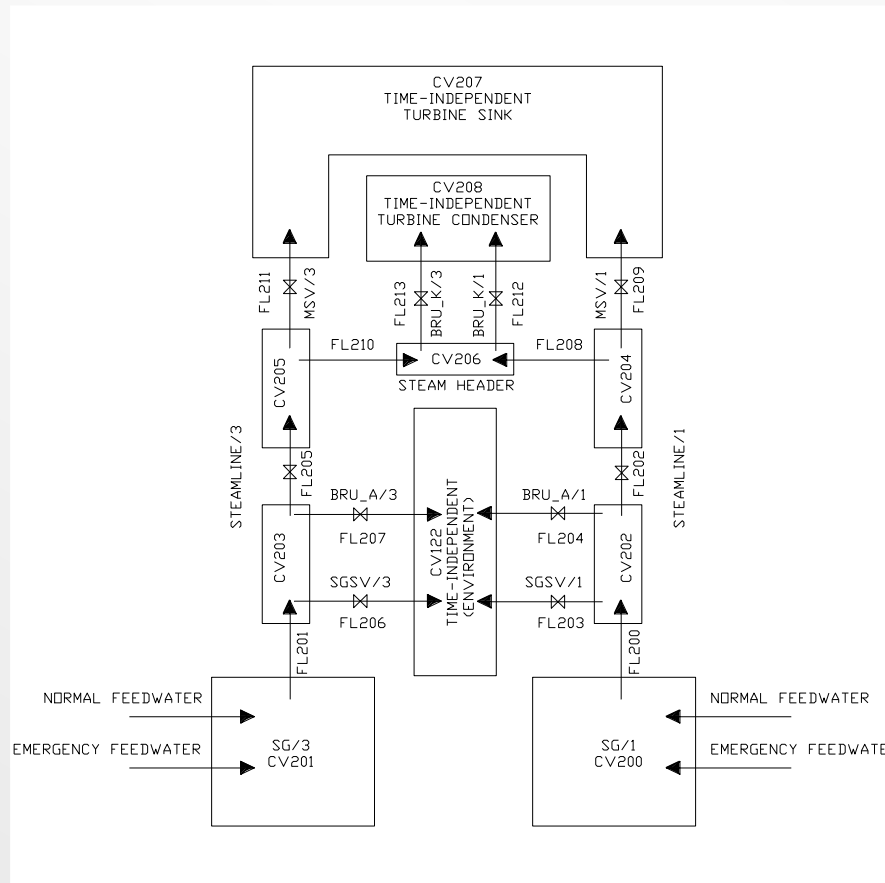 CV207
TIME-INDEPENDENT
TURBINE SINK
CV208
TIME-INDEPENDENT
TURBINE CONDENSER
FL211
MSV/3
FL213
BRU_K/3
BRU_K/1
FL212
MSV/1
FL209
FL210
FL208
CV206
STEAM HEADER
CV205
CV204
STEAMLINE/3
FL205
FL202
STEAMLINE/1
BRU_A/3
BRU_A/1
FL207
FL204
CV203
CV122
TIME-INDEPENDENT
(ENVIRONMENT)
CV202
SGSV/3
SGSV/1
FL206
FL203
FL201
FL200
NORMAL FEEDWATER
NORMAL FEEDWATER
EMERGENCY FEEDWATER
EMERGENCY FEEDWATE
SG/3
CV201
SG/1
CV200